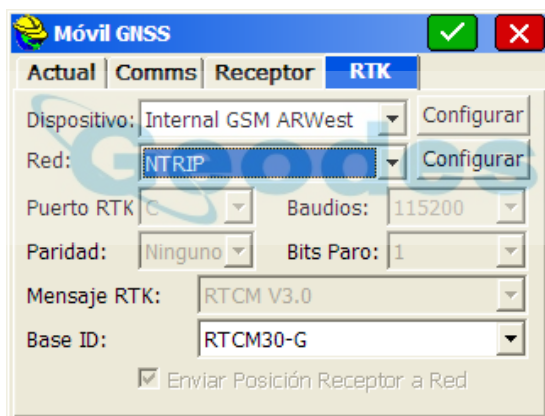 Móvil GNSS
Actual Comms Receptor RTK
Dispositivo: Internal GSM ARWest Configurar
Red: NTRIP Configurar
Puerto RTK C Baudios: 115200
Paridad: Ninguno Bits Paro: 1
Mensaje RTK: RTCM V3.0
Base ID: RTCM30-G
Enviar Posición Receptor a Red
Geodes